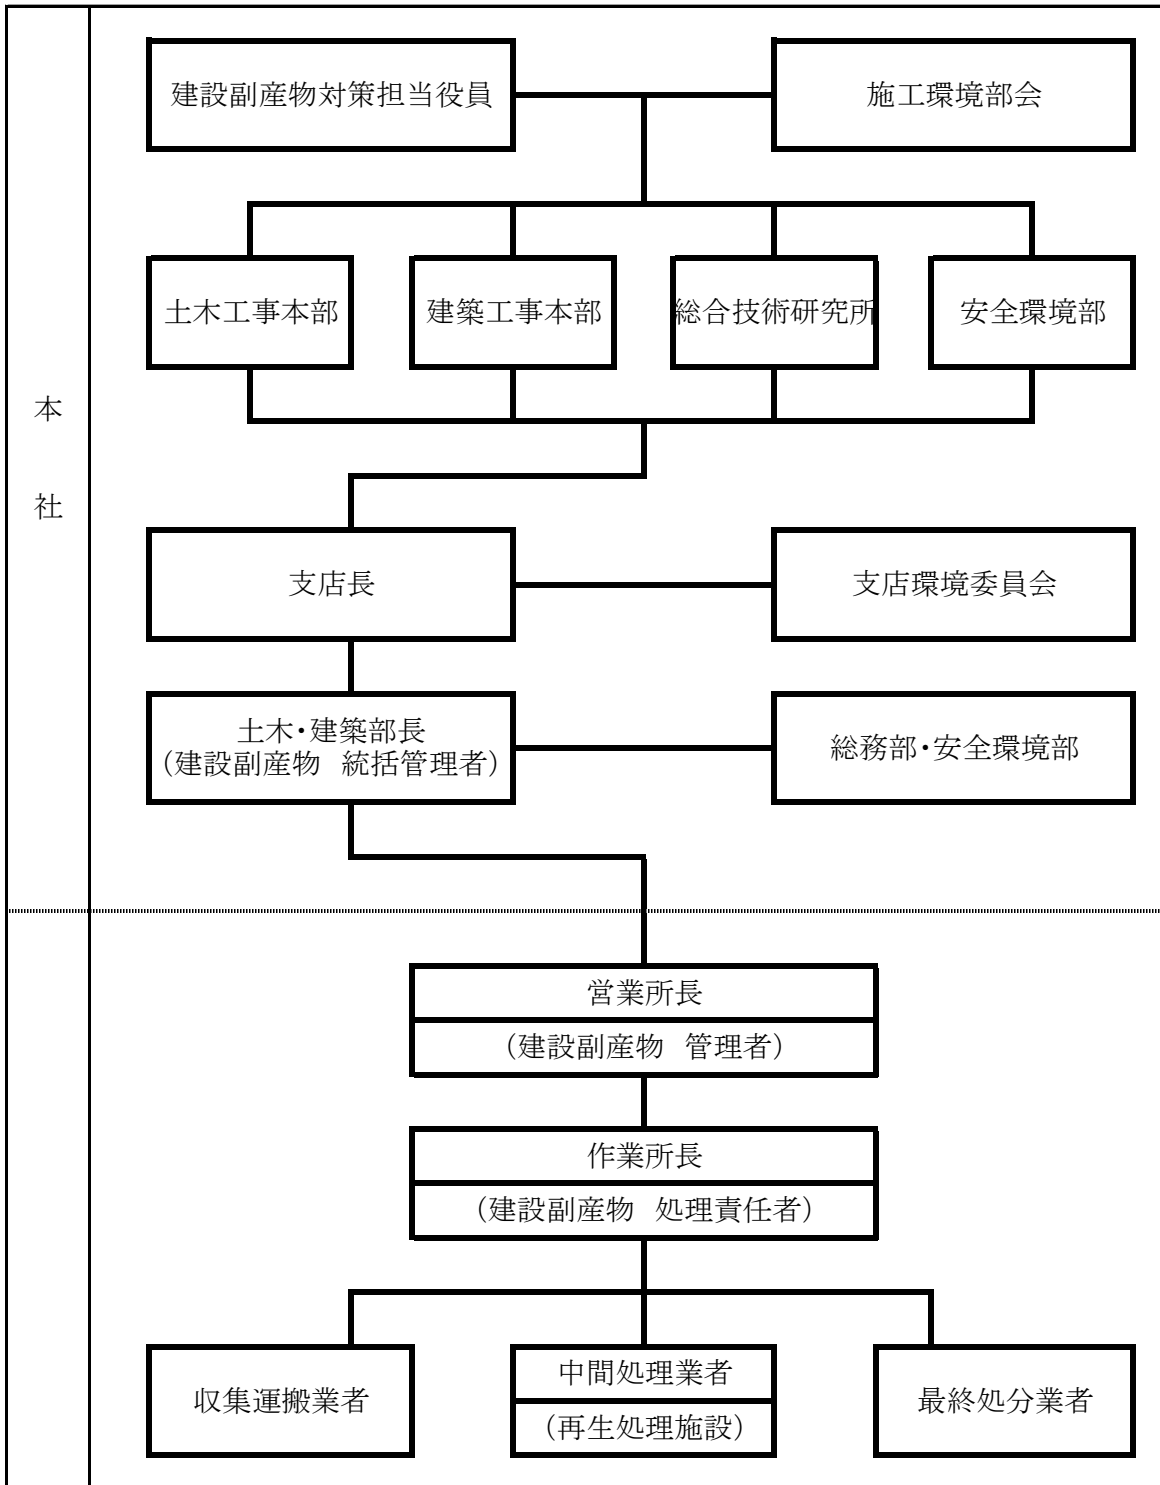 建設副産物対策担当役員
施工環境部会
土木工事本部
建築工事本部
総合技術研究所
安全環境部
本
社
支店長
支店環境委員会
土木・建築部長
（建設副産物　統括管理者）
総務部・安全環境部
営業所長
（建設副産物　管理者）
作業所長
（建設副産物　処理責任者）
収集運搬業者
中間処理業者
（再生処理施設）
最終処分業者